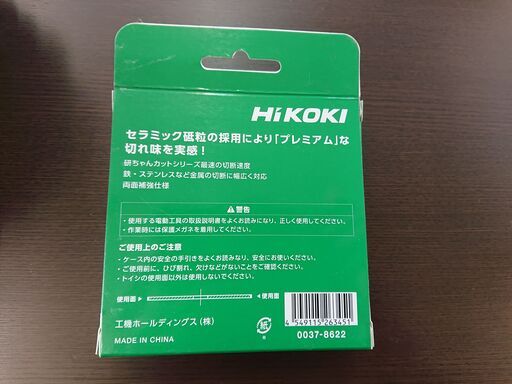 HiKOKI
セラミック砥粒の採用により「プレミアム」な
切れ味を実感！
研ちゃんカットシリーズ最速の切断速度
鉄・ステンレスなど金属の切断に幅広く対応
両面補強仕様
⚠警告
・使用する電動工具の取扱説明書をよくお読みになり、正しく使用してください。
・作業時には保護メガネを着用してください。
ご使用上のご注意
・ケース内の安全の手引きをよくお読みなり、安全にお使いください。
・ご使用前に、ひび割れ、欠けなどがないことをご確認ください。
・トイシの使用面以外は使用しないでください。
使用面 使用面
工機ホールディングス（株）
MADE IN CHINA
紙
4 549115 263451
0037-8622